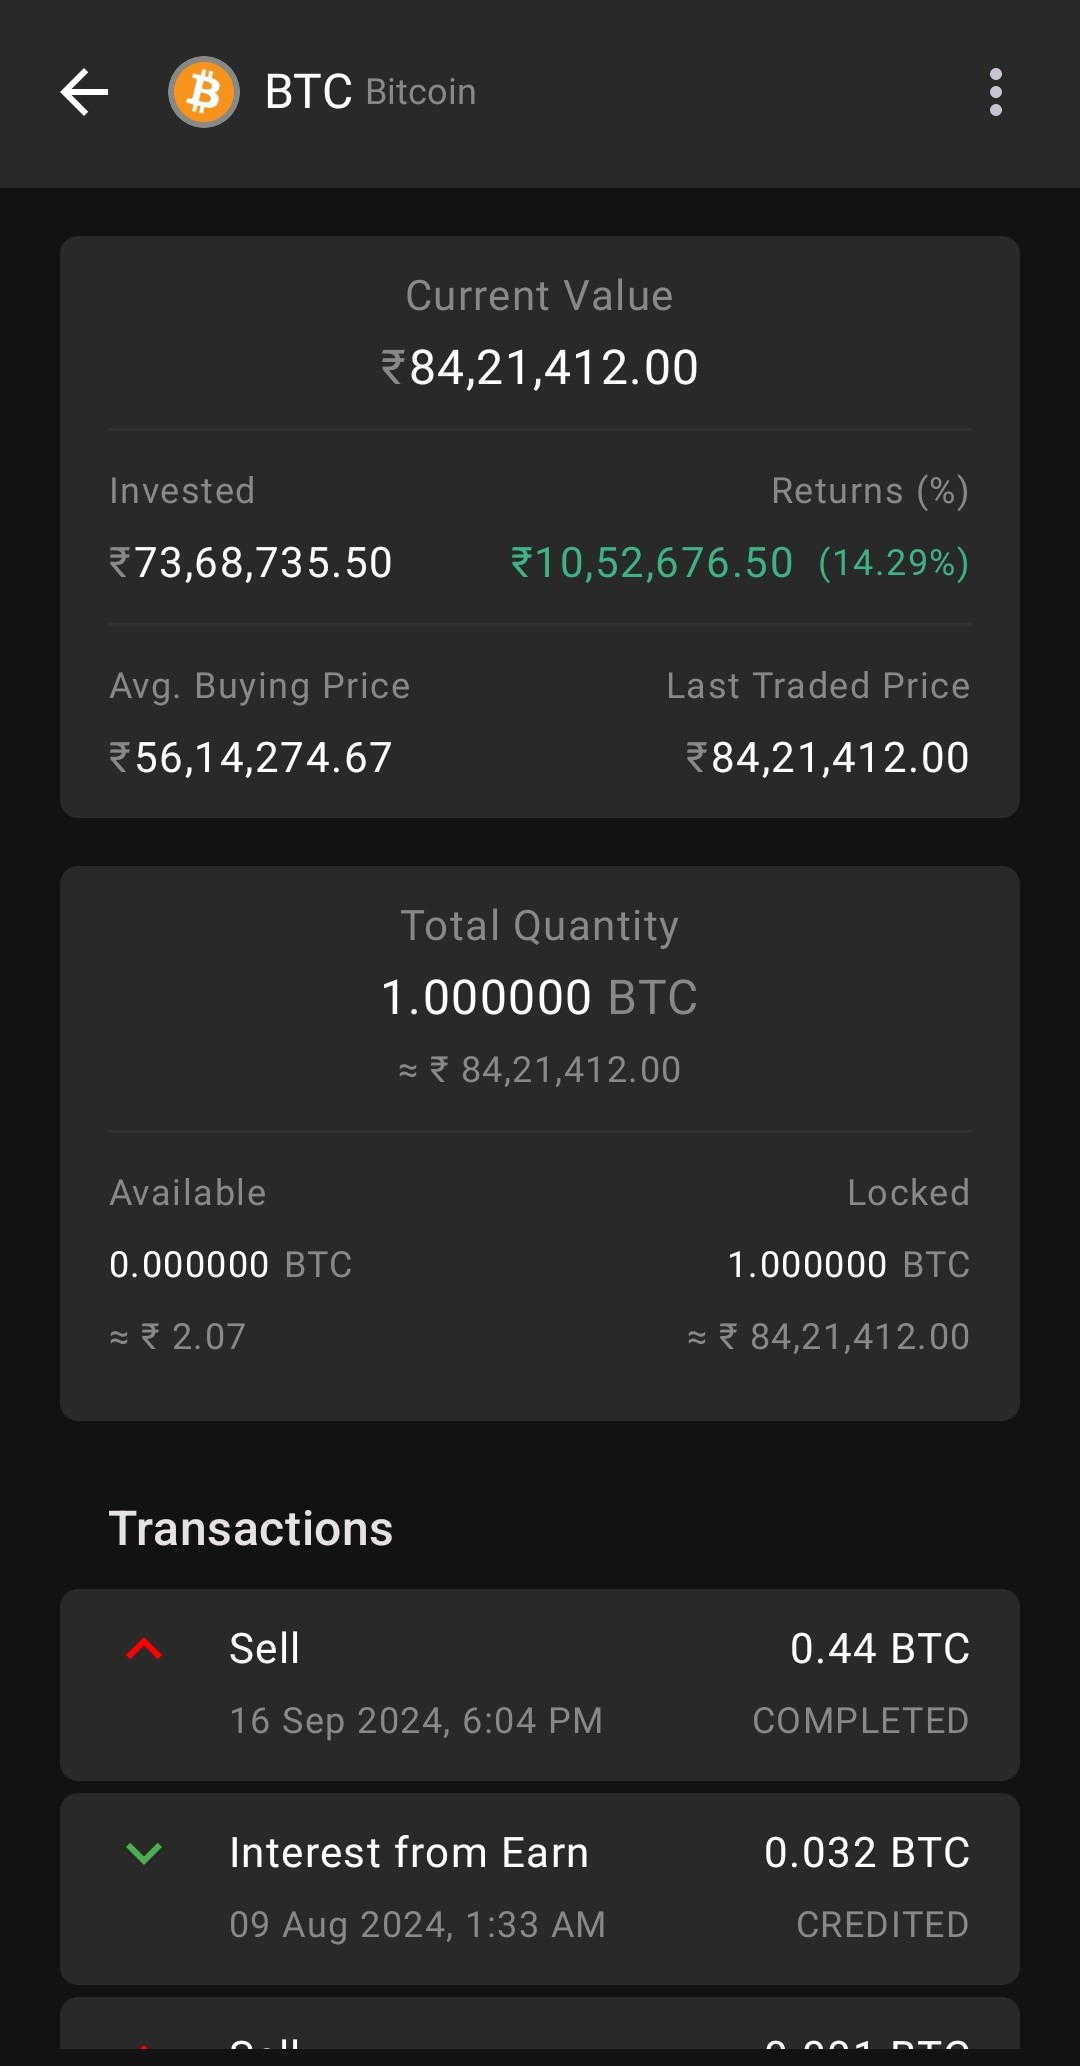 BTC Bitcoin
Current Value
₹84,21,412.00
Invested Returns (%)
₹73,68,735.50 ₹10,52,676.50 (14.29%)
Avg. Buying Price Last Traded Price
₹56,14,274.67 ₹84,21,412.00
Total Quantity
1.000000 BTC
≈ ₹ 84,21,412.00
Available Locked
0.000000 BTC 1.000000 BTC
≈ ₹ 2.07 ≈ ₹ 84,21,412.00
Transactions
Sell 0.44 BTC
16 Sep 2024, 6:04 PM COMPLETED
Interest from Earn 0.032 BTC
09 Aug 2024, 1:33 AM CREDITED
Sell